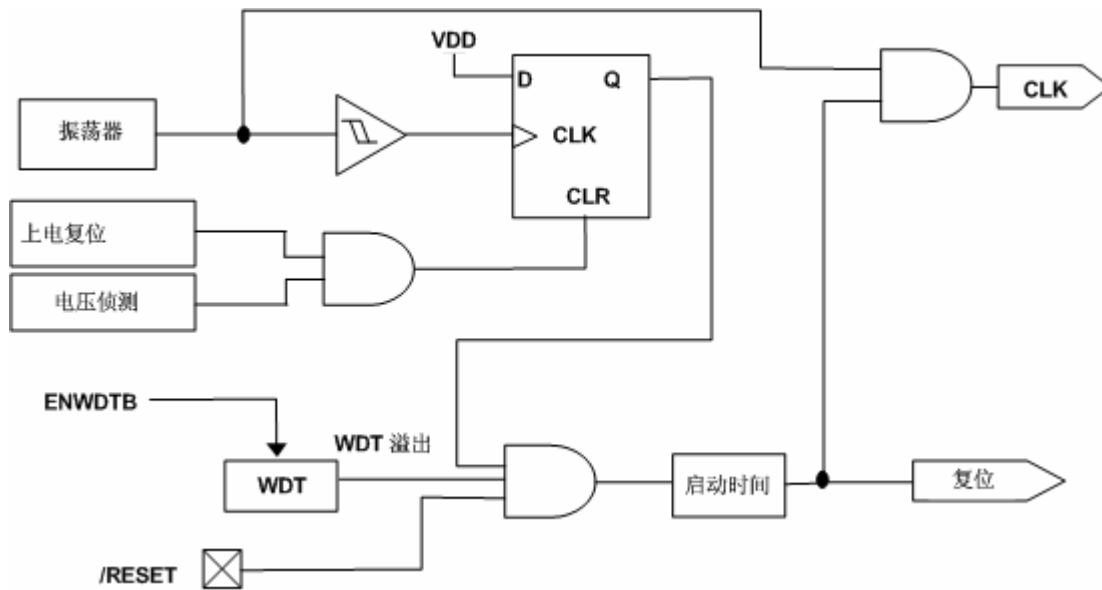 VDD
D
Q
CLK
振荡器
CLK
CLR
上电复位
电压侦测
ENWDTB
WDT 溢出
WDT
启动时间
复位
/RESET